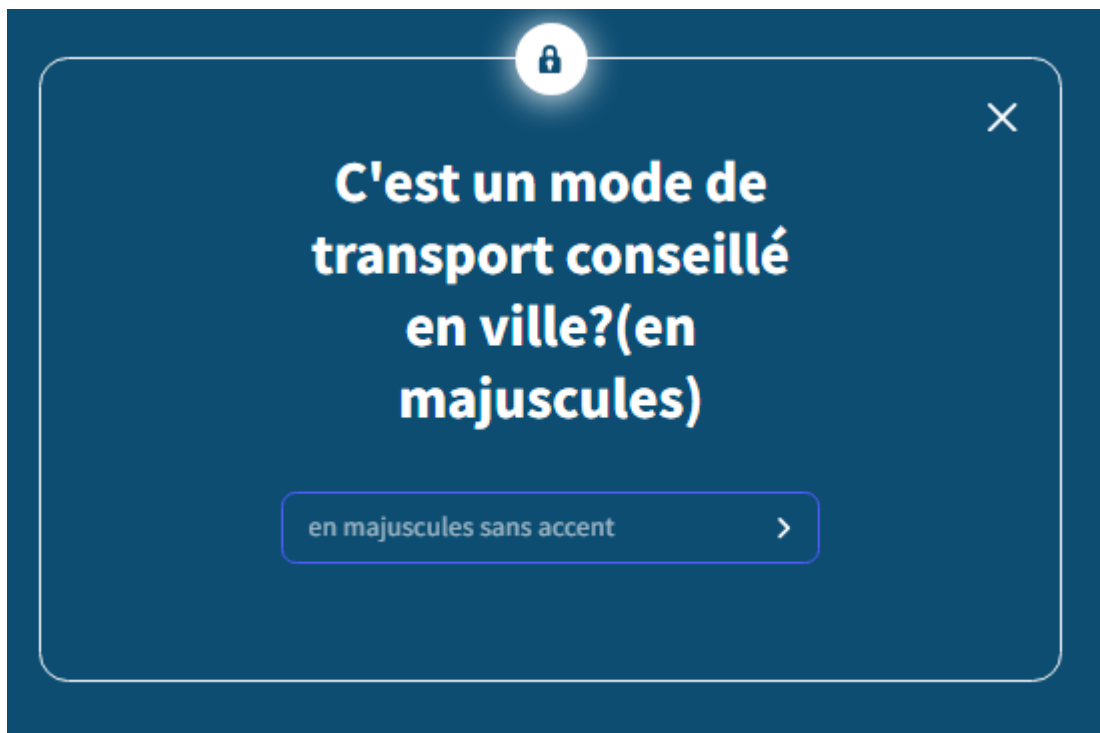 C'est un mode de
transport conseillé
en ville?(en
majuscules)
en majuscules sans accent